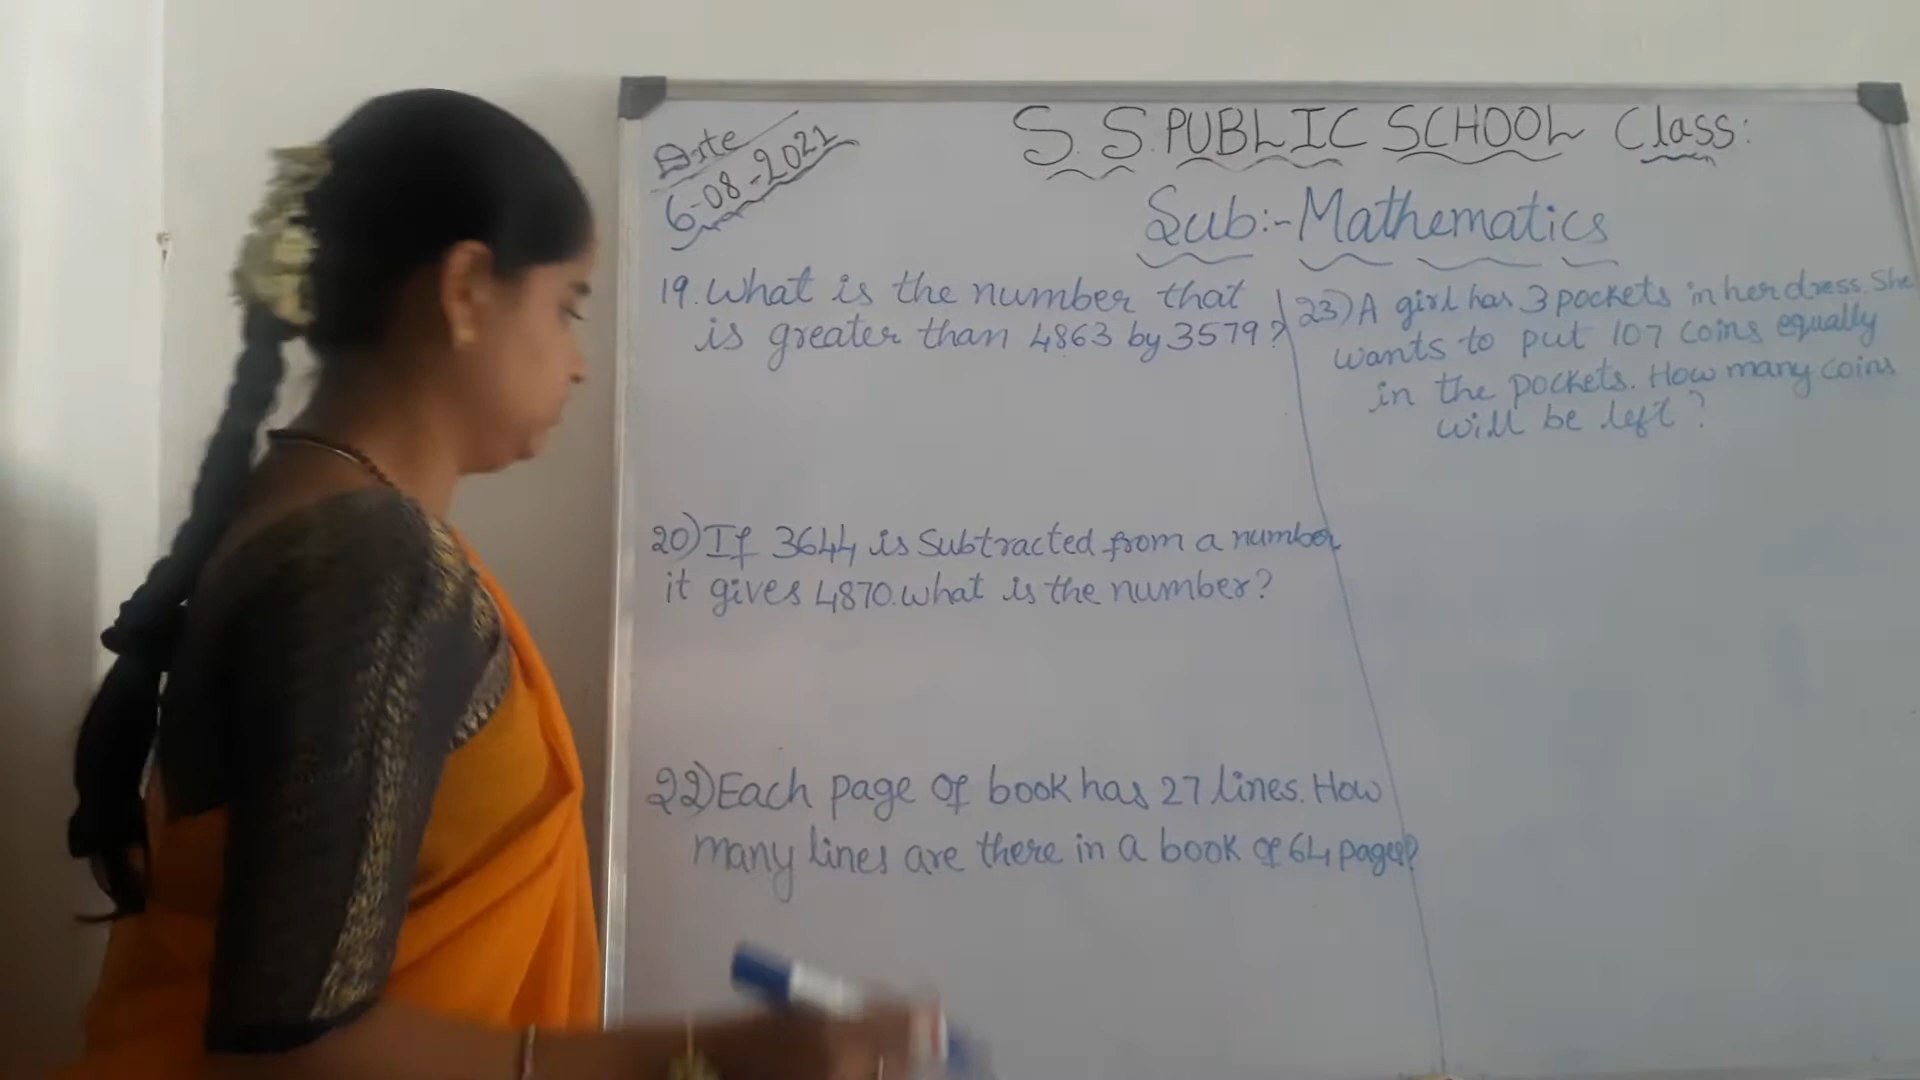 Date
6-08-2021
S. S. PUBLIC SCHOOL Class:
Sub:- Mathematics
19. What is the number that
is greater than 4863 by 3579?
20) If 3644 is Subtracted from a number
it gives 4870. what is the number?
22) Each page of book has 27 lines. How
many lines are there in a book of 64 pages?
23) A girl has 3 pockets in her dress. She
wants to put 107 coins equally
in the pockets. How many coins
will be left?